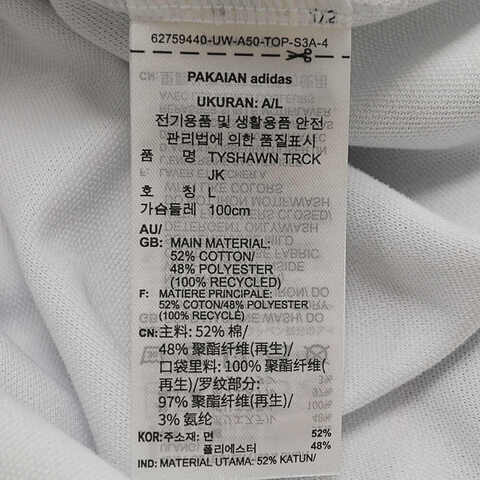 62759440-UW-A50-TOP-S3A-4
PAKAIAN adidas
UKURAN: A/L
전기용품 및 생활용품 안전
관리법에 의한 품질표시
품 명 TYSHAWN TRCK
JK
호 칭 L
가슴둘레 100cm
AU/
GB: MAIN MATERIAL:
52% COTTON/
48% POLYESTER
(100% RECYCLED)
F: MATIERE PRINCIPALE:
52% COTON/48% POLYESTER
(100% RECYCLÉ)
CN: 主料: 52% 棉/
48% 聚酯纤维(再生)/
口袋里料: 100% 聚酯纤维(再
生)/罗纹部分:
97% 聚酯纤维(再生)/
3% 氨纶
KOR: 주소재: 면 52%
폴리에스터 48%
IND: MATERIAL UTAMA: 52% KATUN/